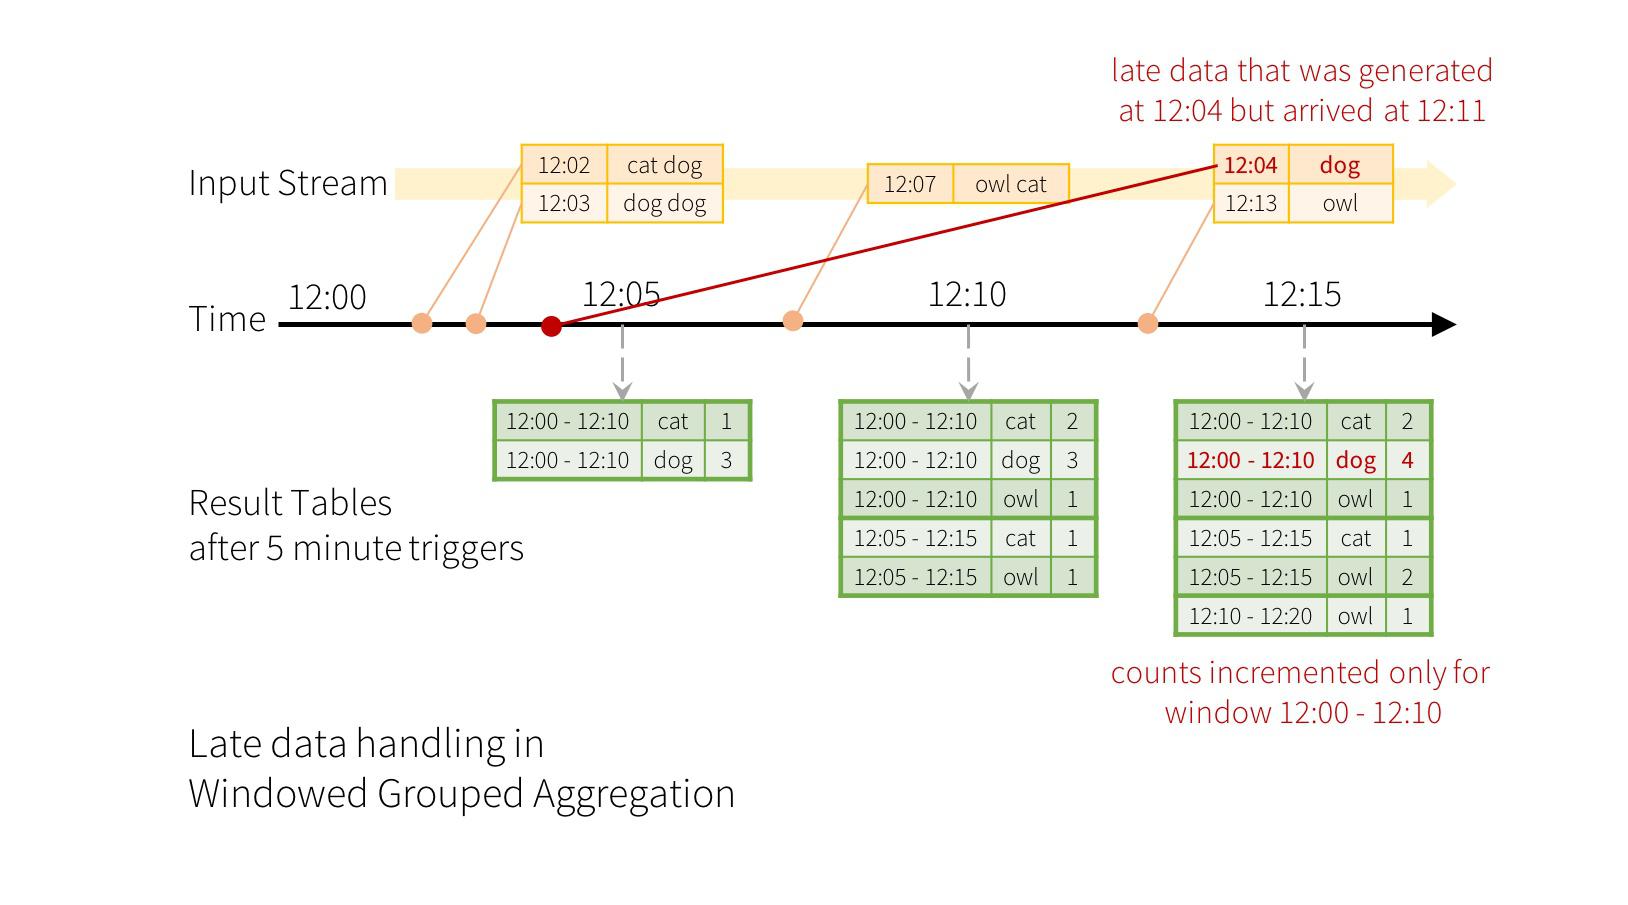 late data that was generated
at 12:04 but arrived at 12:11
Input Stream
12:02 cat dog
12:03 dog dog
12:07 owl cat
12:04 dog
12:13 owl
Time
12:00
12:05
12:10
12:15
Result Tables
after 5 minute triggers
12:00 - 12:10 cat 1
12:00 - 12:10 dog 3
12:00 - 12:10 cat 2
12:00 - 12:10 dog 3
12:00 - 12:10 owl 1
12:05 - 12:15 cat 1
12:05 - 12:15 owl 1
12:00 - 12:10 cat 2
12:00 - 12:10 dog 4
12:00 - 12:10 owl 1
12:05 - 12:15 cat 1
12:05 - 12:15 owl 2
12:10 - 12:20 owl 1
counts incremented only for
window 12:00 - 12:10
Late data handling in
Windowed Grouped Aggregation